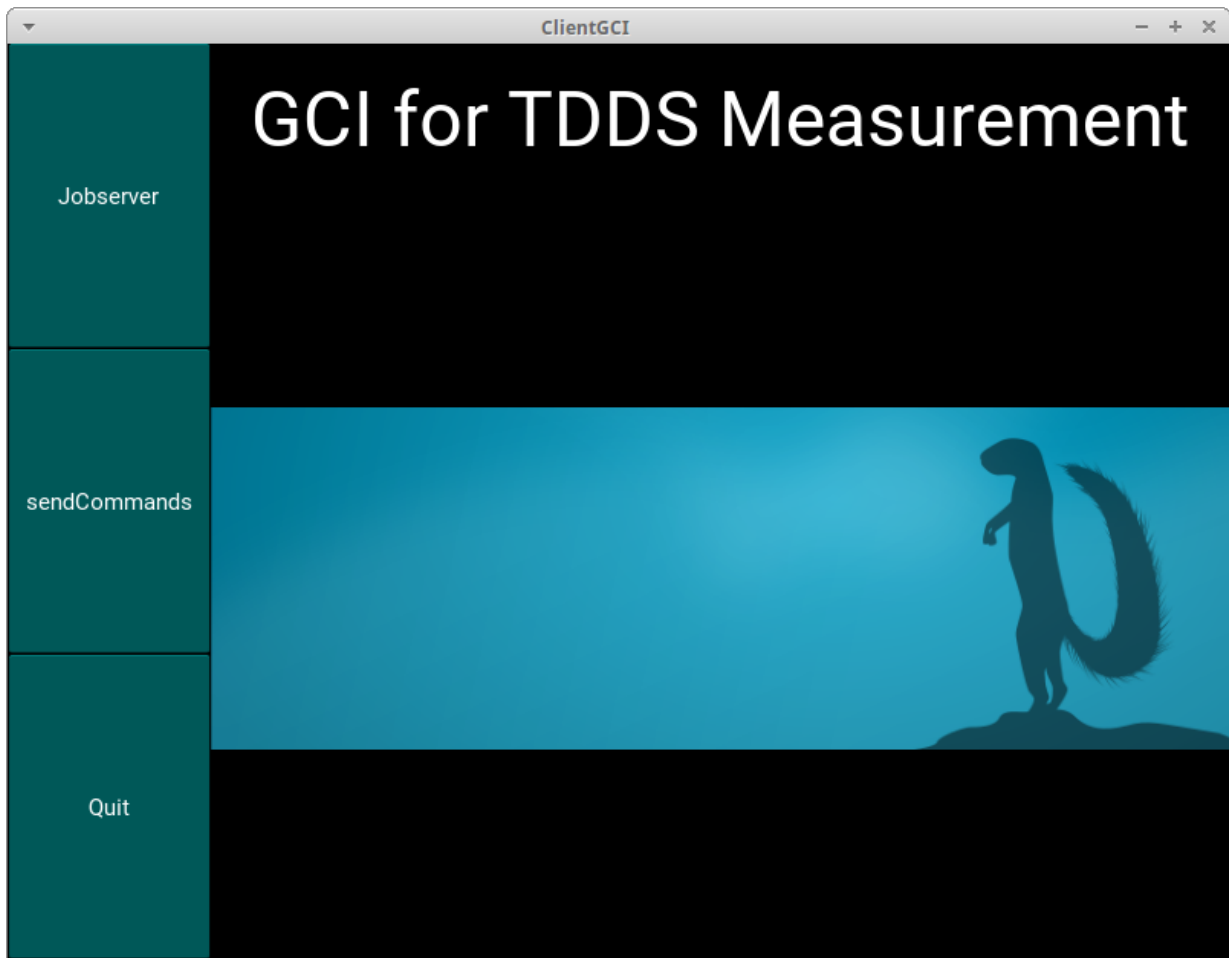 ClientGCI
GCI for TDDS Measurement
Jobserver
sendCommands
Quit